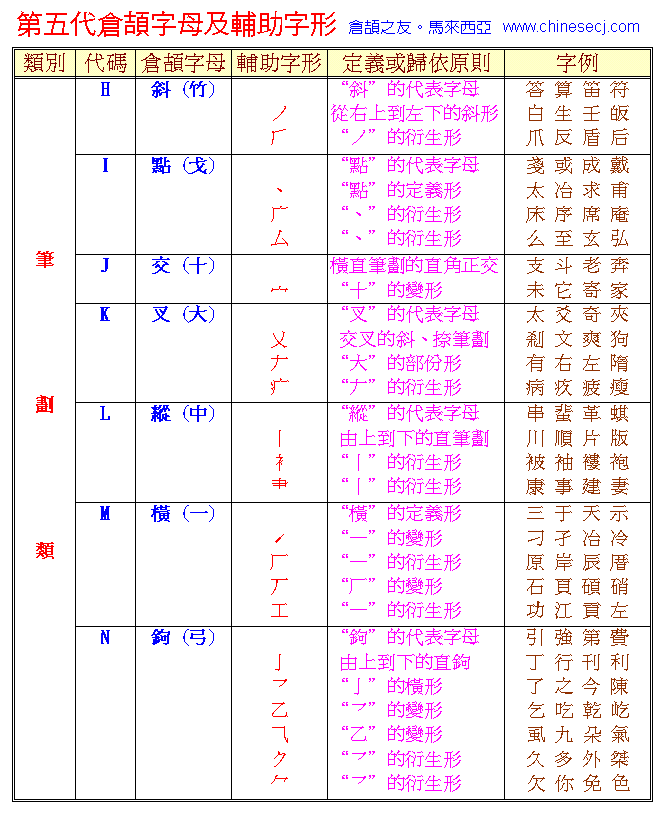 第五代倉頡字母及輔助字形 倉頡之友。馬來西亞 www.chinesecj.com
類別 代碼 倉頡字母 輔助字形 定義或歸依原則 字例
筆劃類
H 斜（竹） “斜”的代表字母 答 算 笛 符
㇒ 從右上到左下的斜形 白 生 壬 皈
𠂆 “㇒”的衍生形 爪 反 盾 后
I 點（戈） “點”的代表字母 戔 或 成 戴
丶 “點”的定義形 太 冶 求 甫
广 “丶”的衍生形 床 序 席 庵
厶 “丶”的衍生形 么 至 玄 弘
J 交（十） 橫直筆劃的直角正交 支 斗 老 奔
宀 “十”的變形 未 它 寄 家
K 叉（大） “叉”的代表字母 太 爻 奇 夾
乂 交叉的斜、捺筆劃 剎 文 爽 狗
𠂇 “大”的部份形 有 右 左 隋
疒 “𠂇”的衍生形 病 疚 疲 瘦
L 縱（中） “縱”的代表字母 串 蜚 革 蜞
丨 由上到下的直筆劃 川 順 片 版
衤 “丨”的衍生形 被 袖 褸 袍
肀 “丨”的衍生形 康 事 建 妻
M 橫（一） “橫”的定義形 三 于 天 示
㇀ “一”的變形 刁 孑 冶 冷
厂 “一”的衍生形 原 岸 辰 厝
丆 “厂”的變形 石 頁 碩 硝
工 “一”的衍生形 功 江 貢 左
N 鉤（弓） “鉤”的代表字母 引 強 第 費
亅 由上到下的直鉤 丁 行 刊 利
乛 “亅”的橫形 了 之 今 陳
乙 “乛”的變形 乞 吃 乾 屹
⺄ “乙”的變形 虱 九 朵 氣
𠂊 “乛”的衍生形 久 多 外 桀
⺈ “乛”的衍生形 欠 你 免 色